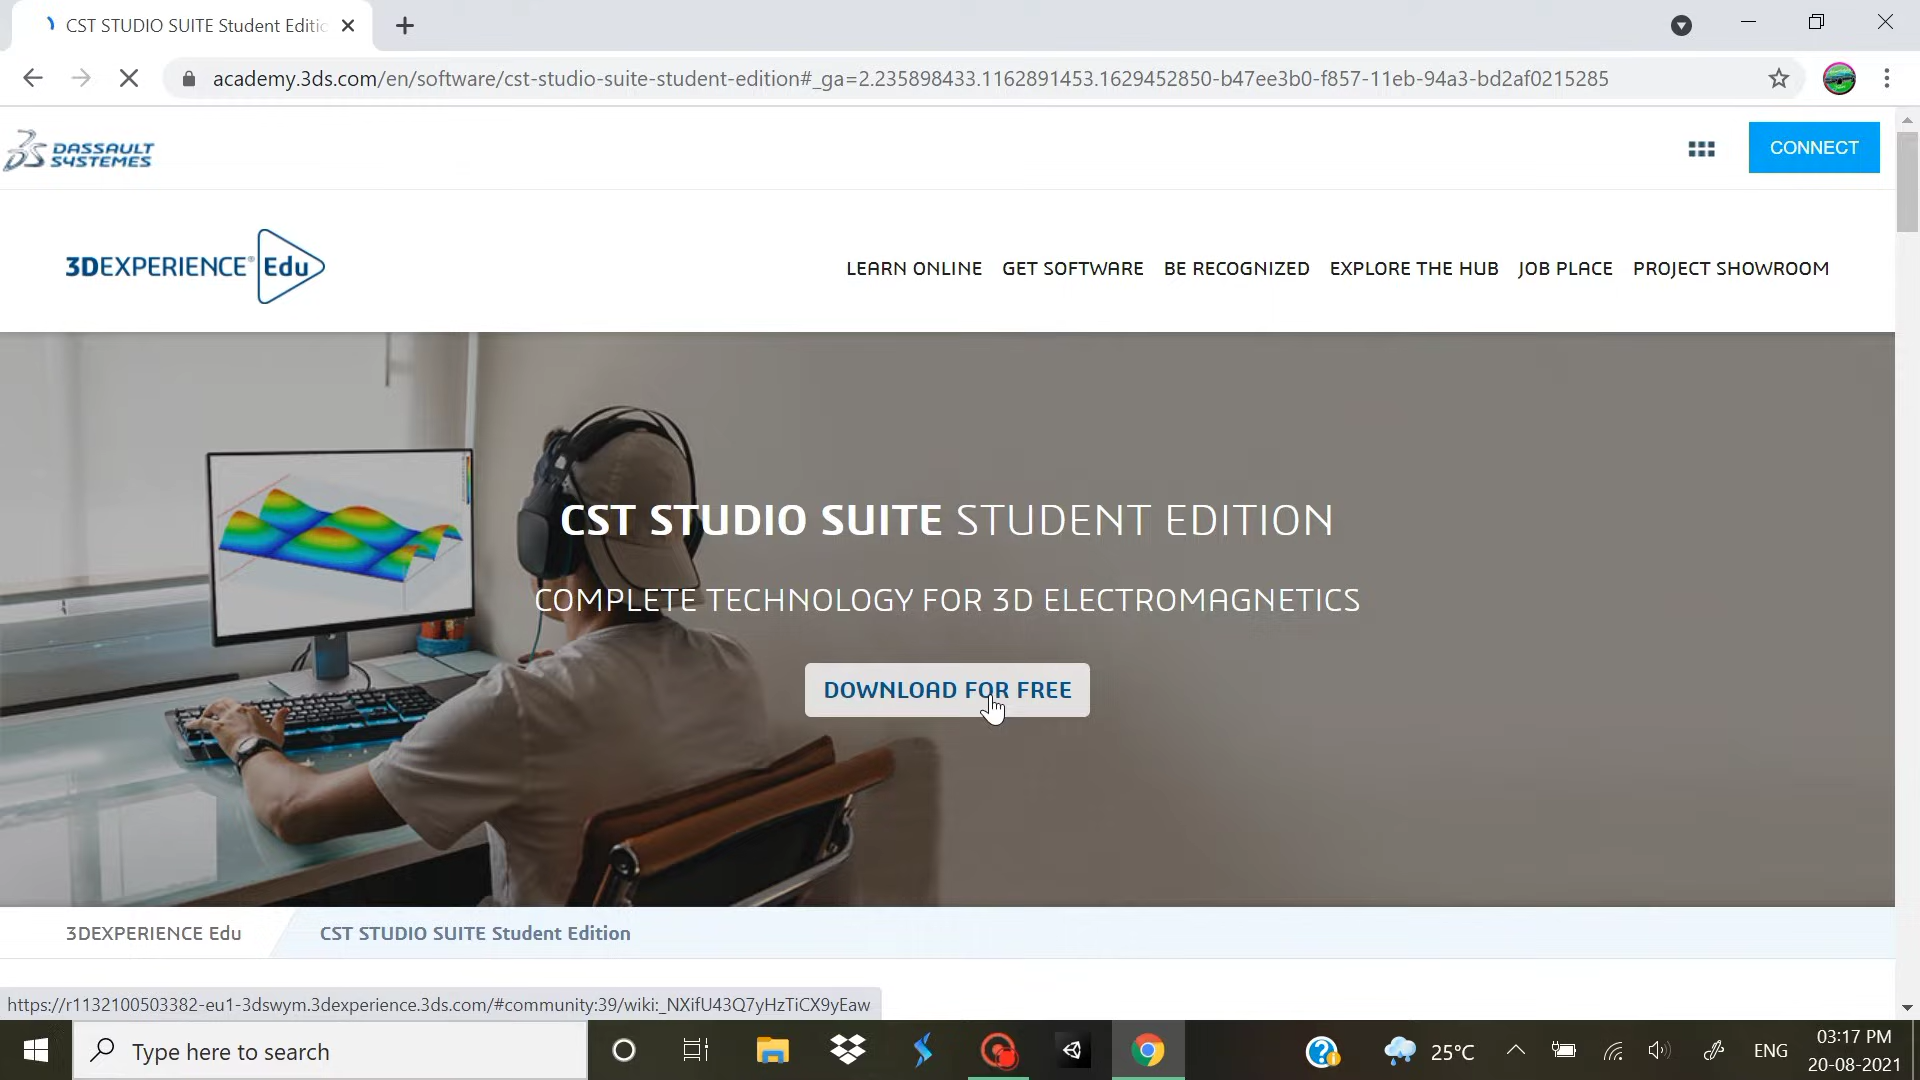 CST STUDIO SUITE Student Editio
academy.3ds.com/en/software/cst-studio-suite-student-edition#_ga=2.235898433.1162891453.1629452850-b47ee3b0-f857-11eb-94a3-bd2af0215285
DASSAULT
SYSTEMES
CONNECT
3DEXPERIENCE® Edu
LEARN ONLINE GET SOFTWARE BE RECOGNIZED EXPLORE THE HUB JOB PLACE PROJECT SHOWROOM
CST STUDIO SUITE STUDENT EDITION
COMPLETE TECHNOLOGY FOR 3D ELECTROMAGNETICS
DOWNLOAD FOR FREE
3DEXPERIENCE Edu CST STUDIO SUITE Student Edition
https://r1132100503382-eu1-3dswym.3dexperience.3ds.com/#community:39/wiki:_NXifU43Q7yHzTiCX9yEaw
Type here to search
25°C
ENG
03:17 PM
20-08-2021